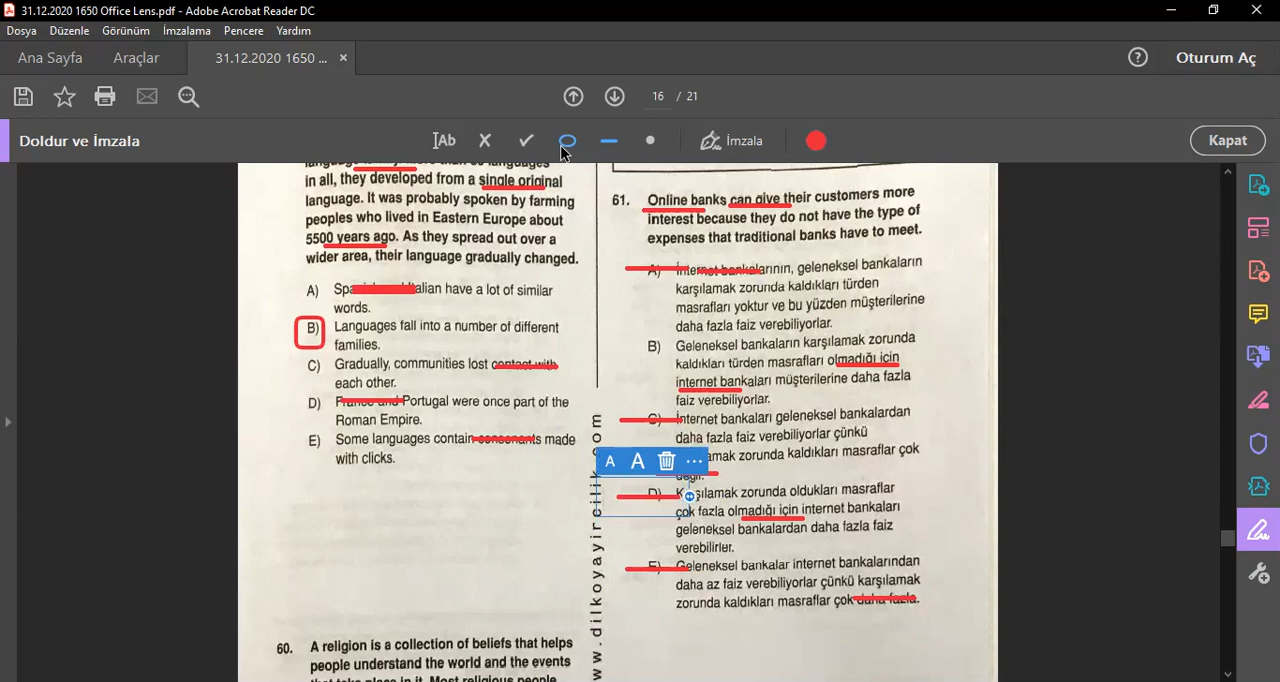 31.12.2020 1650 Office Lens.pdf - Adobe Acrobat Reader DC
Dosya Düzenle Görünüm İmzalama Pencere Yardım
Ana Sayfa Araçlar 31.12.2020 1650 ... × Oturum Aç
16 / 21
Doldur ve İmzala Ab İmzala Kapat
in all, they developed from a single original
language. It was probably spoken by farming
peoples who lived in Eastern Europe about
5500 years ago. As they spread out over a
wider area, their language gradually changed.
A) Italian have a lot of similar
words.
B) Languages fall into a number of different
families.
C) Gradually, communities lost contact with
each other.
D) France and Portugal were once part of the
Roman Empire.
E) Some languages contain consonants made
with clicks.
60. A religion is a collection of beliefs that helps
people understand the world and the events
that take place in it. Most religious people
www.dilkoyayincilik.com
61. Online banks can give their customers more
interest because they do not have the type of
expenses that traditional banks have to meet.
A) İnternet bankalarının, geleneksel bankaların
karşılamak zorunda kaldıkları türden
masrafları yoktur ve bu yüzden müşterilerine
daha fazla faiz verebiliyorlar.
B) Geleneksel bankaların karşılamak zorunda
kaldıkları türden masrafları olmadığı için
internet bankaları müşterilerine daha fazla
faiz verebiliyorlar.
C) İnternet bankaları geleneksel bankalardan
daha fazla faiz verebiliyorlar çünkü
zorunda kaldıkları masraflar çok
değil.
D) Karşılamak zorunda oldukları masraflar
çok fazla olmadığı için internet bankaları
geleneksel bankalardan daha fazla faiz
verebilirler.
E) Geleneksel bankalar internet bankalarından
daha az faiz verebiliyorlar çünkü karşılamak
zorunda kaldıkları masraflar çok daha fazla.
A A